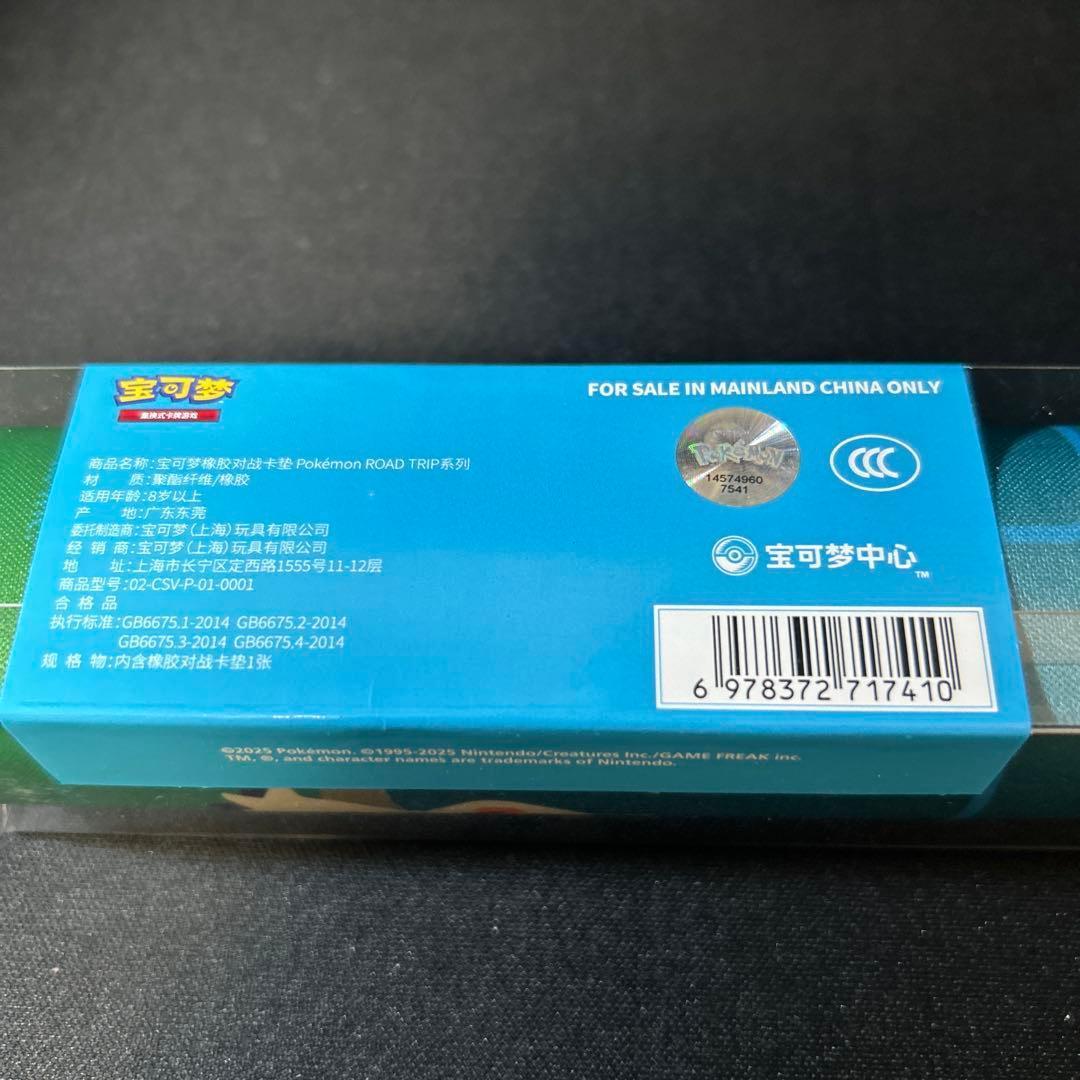 宝可梦
集换式卡牌游戏
FOR SALE IN MAINLAND CHINA ONLY
商品名称:宝可梦橡胶对战卡垫 Pokémon ROAD TRIP系列
材 质:聚酯纤维/橡胶
适用年龄:8岁以上
产 地:广东东莞
委托制造商:宝可梦(上海)玩具有限公司
经 销 商:宝可梦(上海)玩具有限公司
地 址:上海市长宁区定西路1555号11-12层
商品型号:02-CSV-P-01-0001
合 格 品
执行标准:GB6675.1-2014 GB6675.2-2014
GB6675.3-2014 GB6675.4-2014
规 格 物:内含橡胶对战卡垫1张
Pokémon
14574960
7541
CCC
宝可梦中心™
6 978372 717410
©2025 Pokémon. ©1995-2025 Nintendo/Creatures Inc./GAME FREAK inc.
TM, ®, and character names are trademarks of Nintendo.